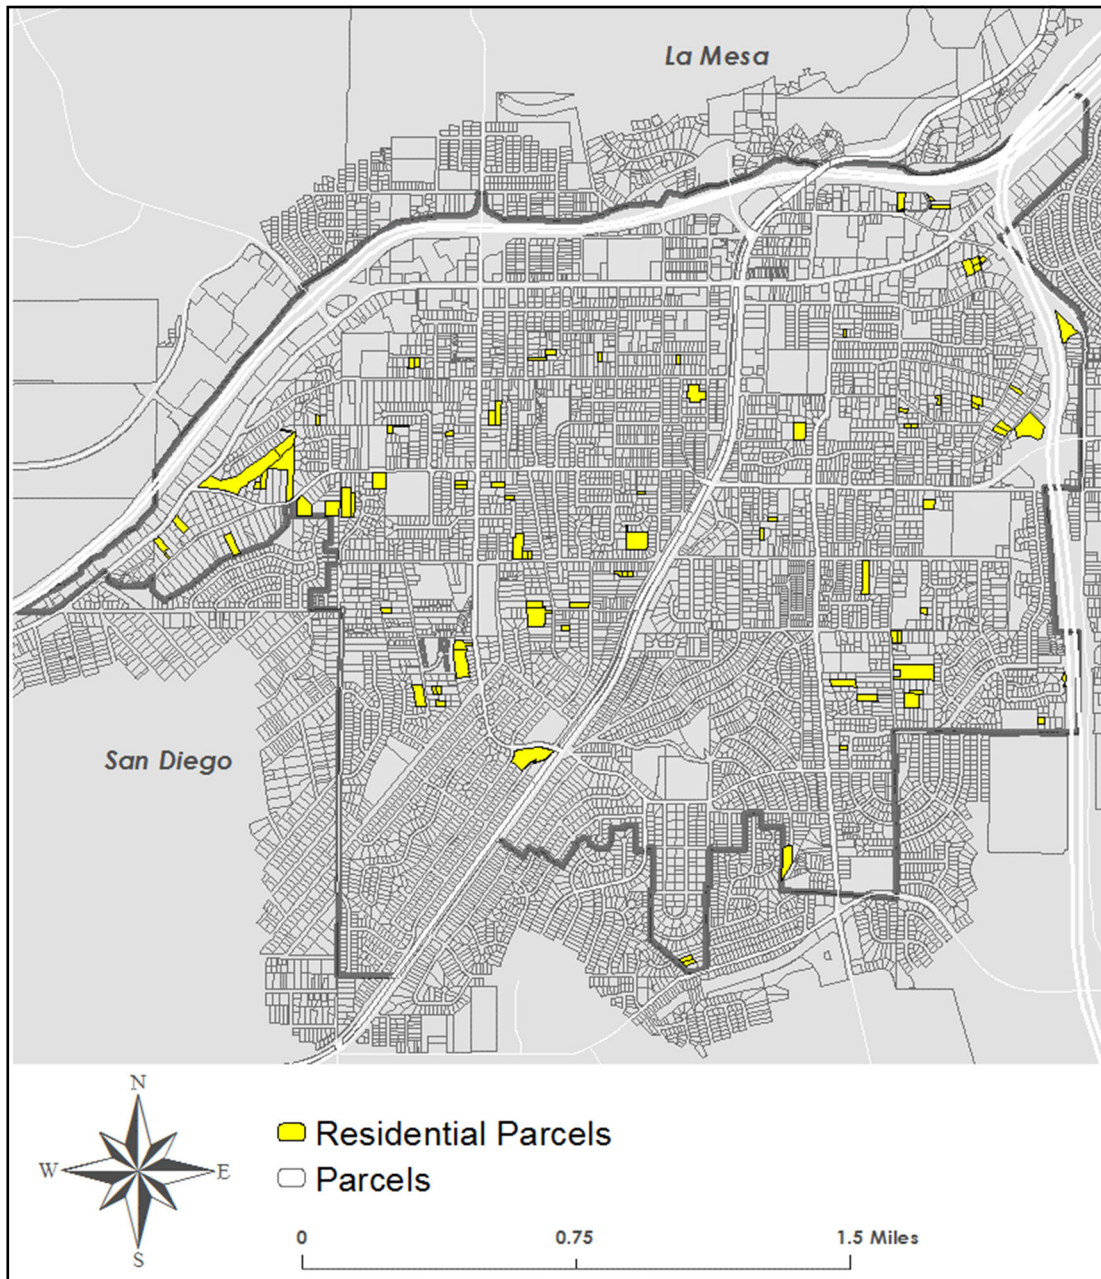 La Mesa
San Diego
N
W E
S
Residential Parcels
Parcels
0 0.75 1.5 Miles